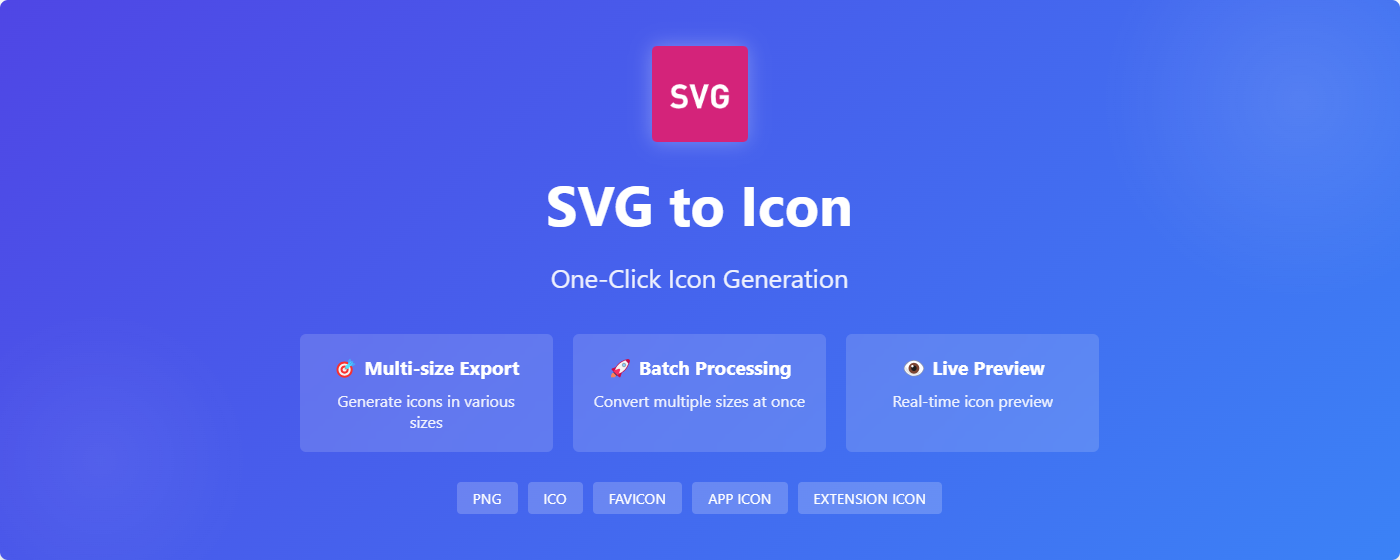 SVG
SVG to Icon
One-Click Icon Generation
🎯 Multi-size Export
Generate icons in various
sizes
🚀 Batch Processing
Convert multiple sizes at once
👁️ Live Preview
Real-time icon preview
PNG
ICO
FAVICON
APP ICON
EXTENSION ICON